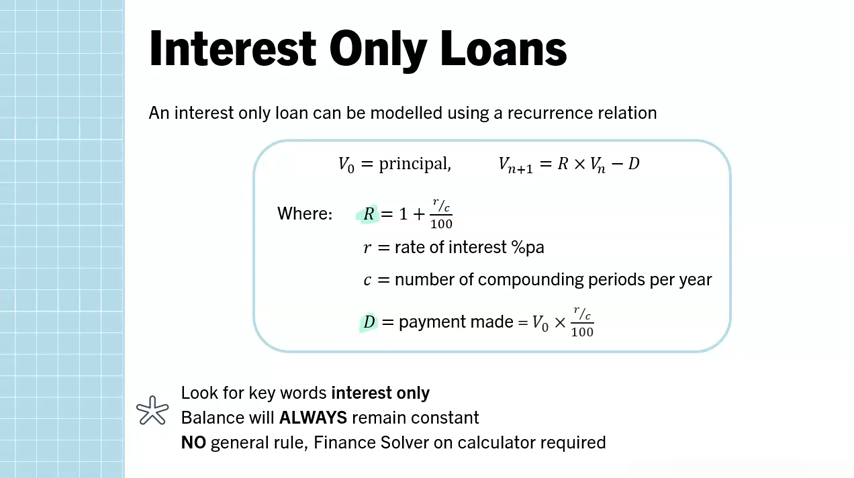 Interest Only Loans
An interest only loan can be modelled using a recurrence relation
V₀ = principal, Vₙ₊₁ = R × Vₙ − D
Where: R = 1 + (r/c)/100
r = rate of interest %pa
c = number of compounding periods per year
D = payment made = V₀ × (r/c)/100
Look for key words interest only
Balance will ALWAYS remain constant
NO general rule, Finance Solver on calculator required